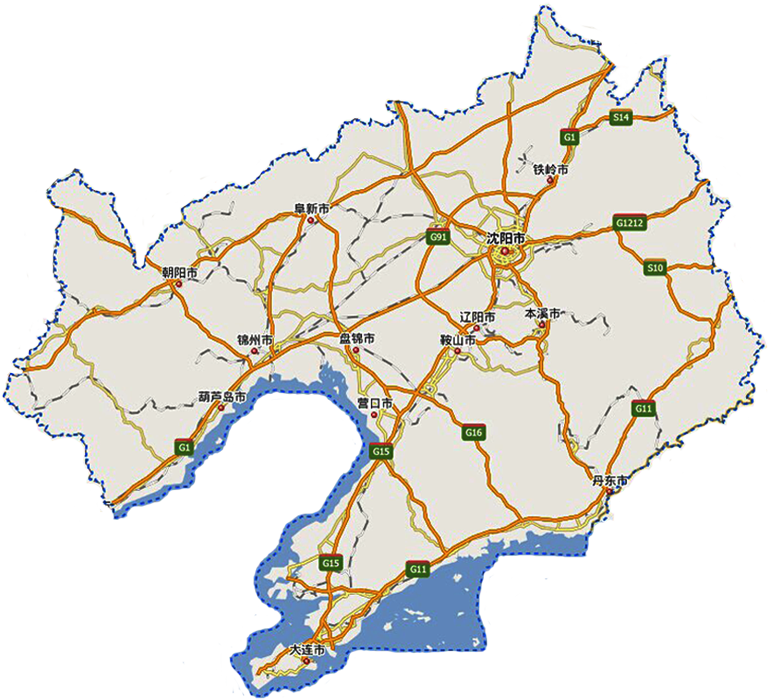 S14
G1
铁岭市
阜新市
G1212
G91
沈阳市
S10
朝阳市
辽阳市
本溪市
锦州市
盘锦市
鞍山市
葫芦岛市
营口市
G11
G16
G1
G15
丹东市
G15
G11
大连市